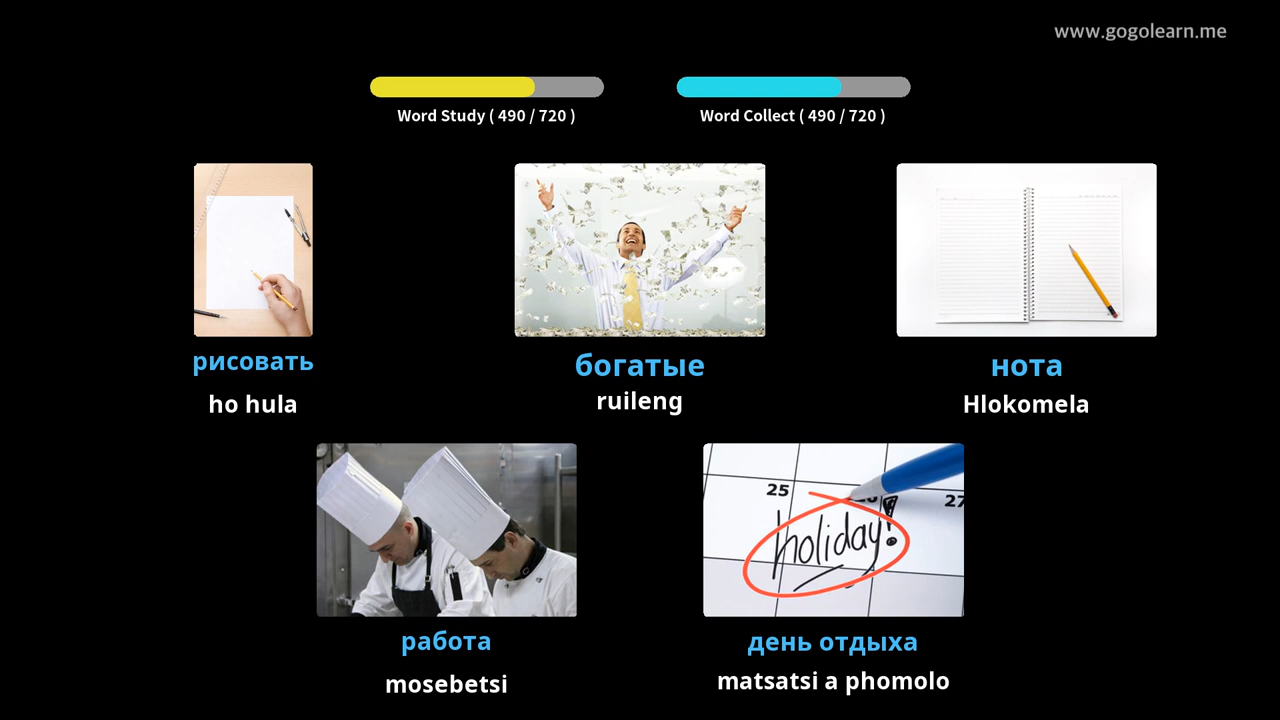 www.gogolearn.me
Word Study ( 490 / 720 )
Word Collect ( 490 / 720 )
рисовать
ho hula
богатые
ruileng
нота
Hlokomela
25
27
holiday!
работа
mosebetsi
день отдыха
matsatsi a phomolo